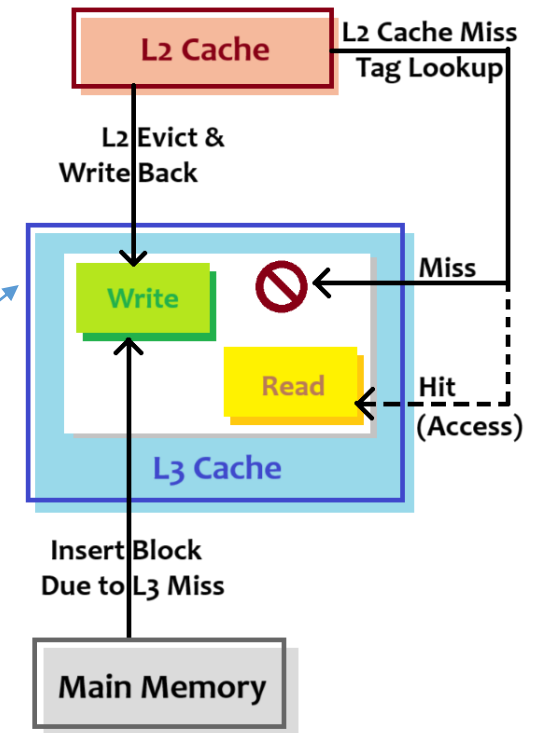 L2 Cache
L2 Cache Miss
Tag Lookup
L2 Evict &
Write Back
Write
Miss
Read
Hit
(Access)
L3 Cache
Insert Block
Due to L3 Miss
Main Memory